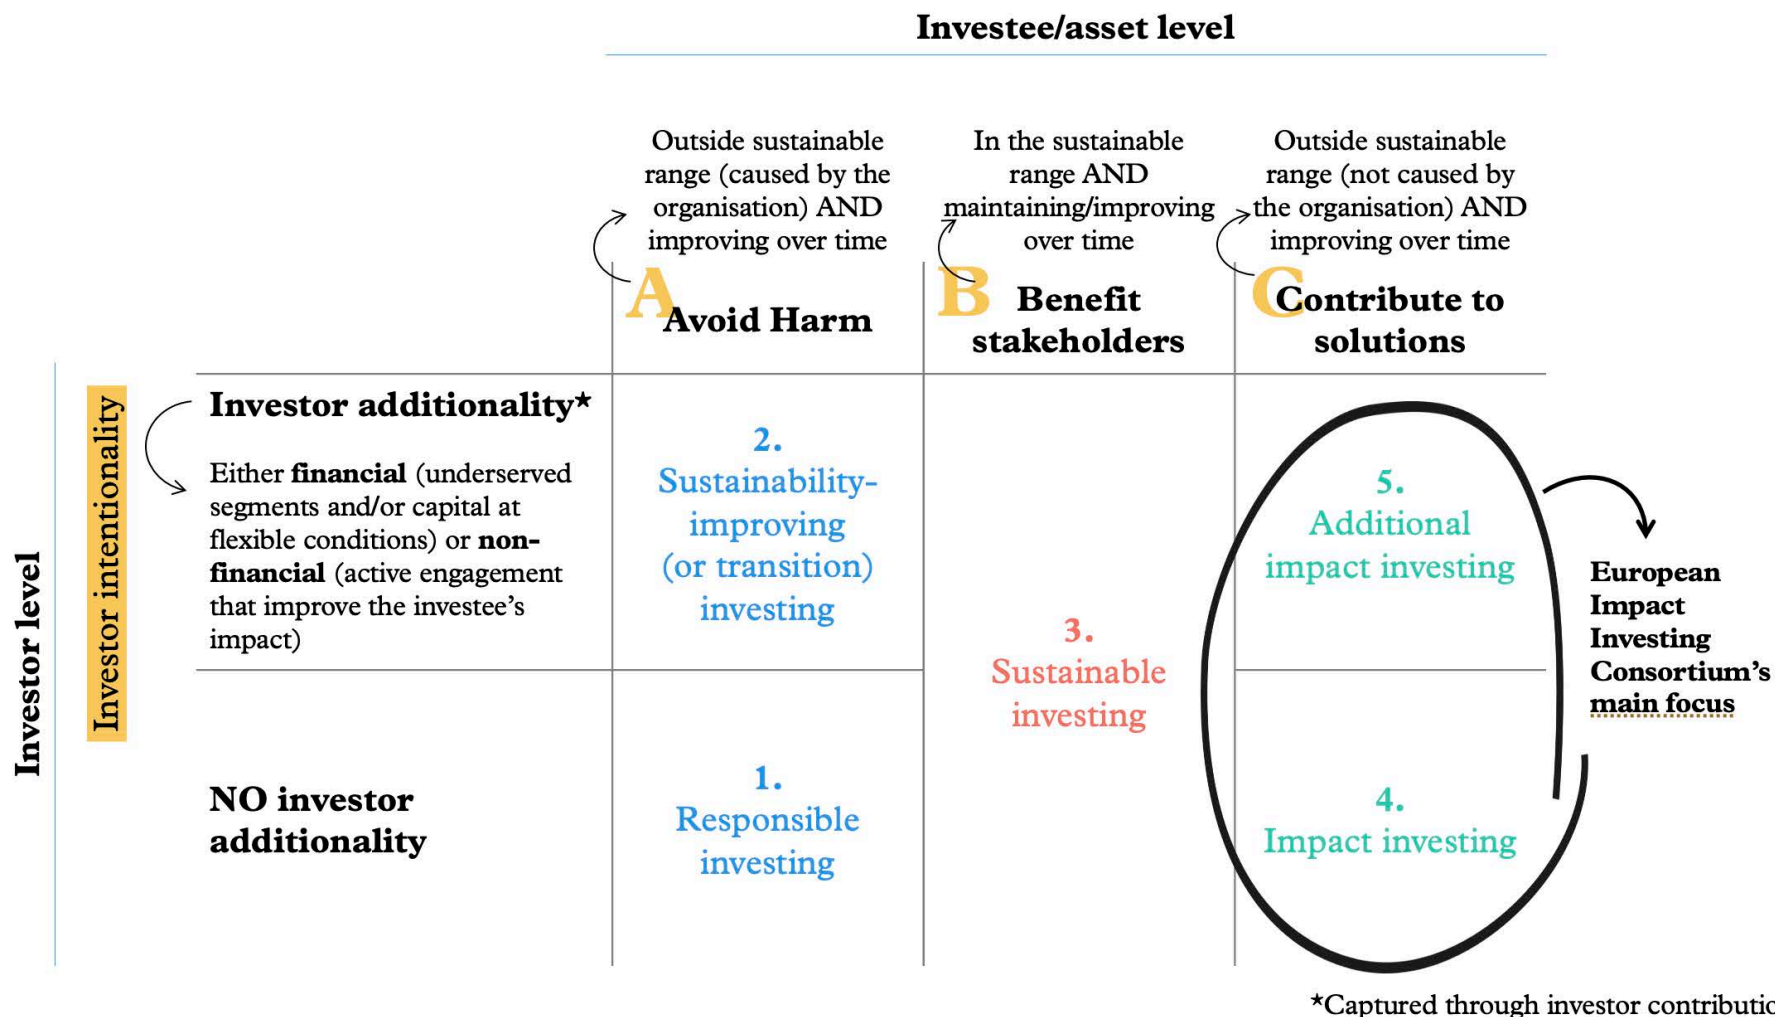 Investee/asset level
Outside sustainable
range (caused by the
organisation) AND
improving over time
In the sustainable
range AND
maintaining/improving
over time
Outside sustainable
range (not caused by
the organisation) AND
improving over time
A
Avoid Harm
B
Benefit
stakeholders
C
Contribute to
solutions
Investor level
Investor intentionality
Investor additionality*
Either financial (underserved
segments and/or capital at
flexible conditions) or non-
financial (active engagement
that improve the investee’s
impact)
2.
Sustainability-
improving
(or transition)
investing
3.
Sustainable
investing
5.
Additional
impact investing
European
Impact
Investing
Consortium’s
main focus
NO investor
additionality
1.
Responsible
investing
4.
Impact investing
*Captured through investor contributio